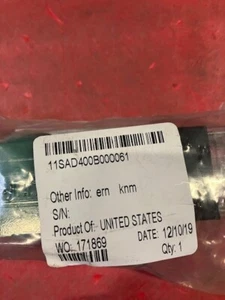 11SAD400B000061
Other Info: ern knm
S/N:
Product Of: UNITED STATES
WO: 171869 DATE: 12/10/19
Qty: 1